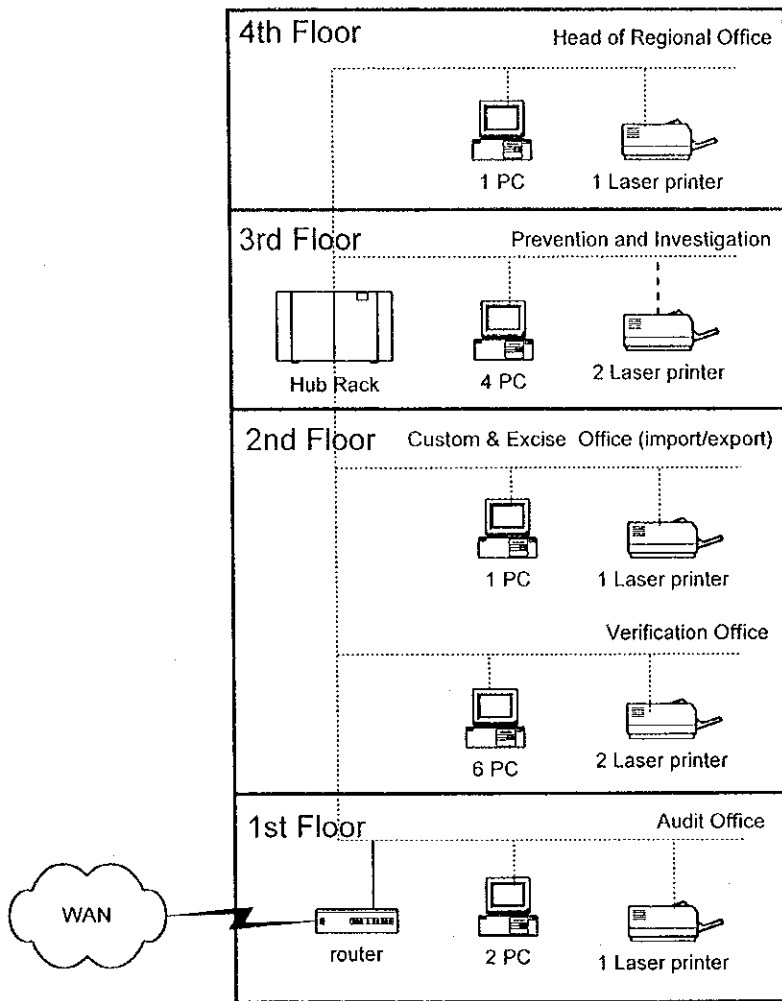 4th Floor
Head of Regional Office
1 PC
1 Laser printer
3rd Floor
Prevention and Investigation
Hub Rack
4 PC
2 Laser printer
2nd Floor
Custom & Excise Office (import/export)
1 PC
1 Laser printer
Verification Office
6 PC
2 Laser printer
1st Floor
Audit Office
WAN
router
2 PC
1 Laser printer